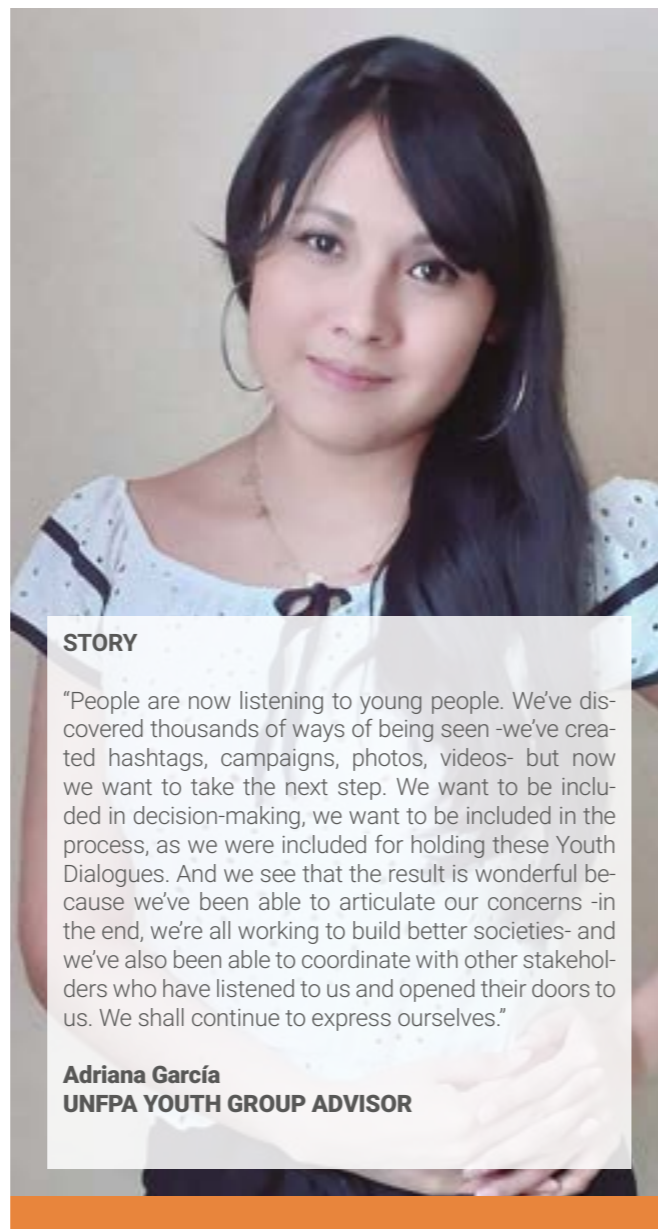 STORY
“People are now listening to young people. We’ve dis-
covered thousands of ways of being seen -we’ve crea-
ted hashtags, campaigns, photos, videos- but now
we want to take the next step. We want to be inclu-
ded in decision-making, we want to be included in the
process, as we were included for holding these Youth
Dialogues. And we see that the result is wonderful be-
cause we’ve been able to articulate our concerns -in
the end, we’re all working to build better societies- and
we’ve also been able to coordinate with other stakehol-
ders who have listened to us and opened their doors to
us. We shall continue to express ourselves.”
Adriana García
UNFPA YOUTH GROUP ADVISOR